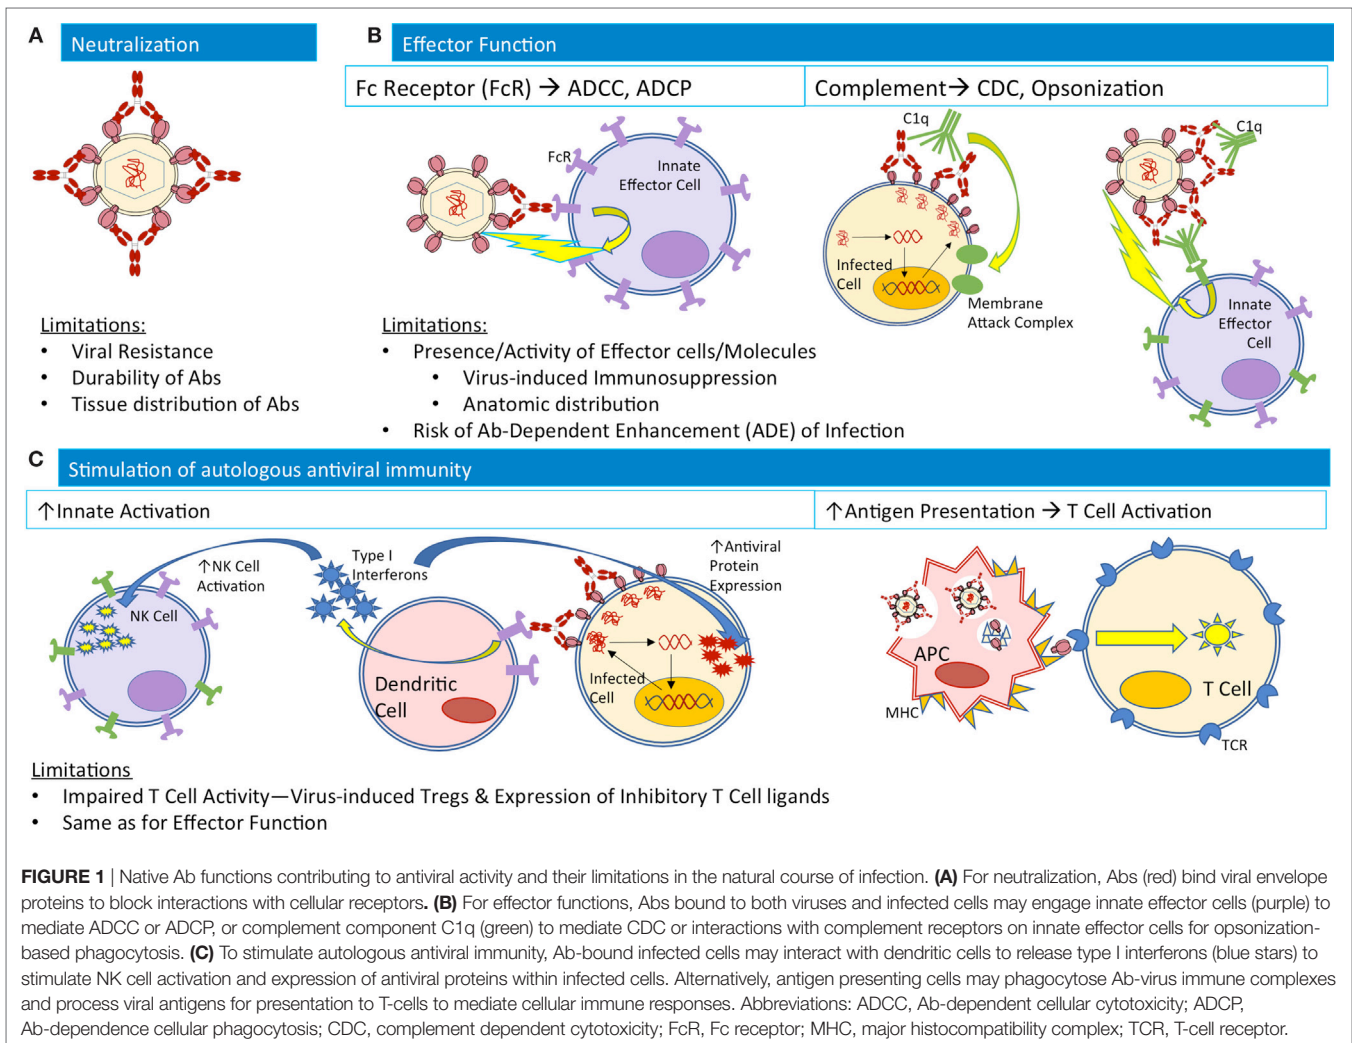 A Neutralization
Limitations:
• Viral Resistance
• Durability of Abs
• Tissue distribution of Abs
B Effector Function
Fc Receptor (FcR) → ADCC, ADCP
FcR
Innate
Effector Cell
Complement→ CDC, Opsonization
C1q
Infected
Cell
Membrane
Attack Complex
C1q
Innate
Effector
Cell
Limitations:
• Presence/Activity of Effector cells/Molecules
• Virus-induced Immunosuppression
• Anatomic distribution
• Risk of Ab-Dependent Enhancement (ADE) of Infection
C Stimulation of autologous antiviral immunity
↑Innate Activation
↑NK Cell
Activation
NK Cell
Type I
Interferons
Dendritic
Cell
↑Antiviral
Protein
Expression
Infected
Cell
↑Antigen Presentation → T Cell Activation
APC
MHC
T Cell
TCR
Limitations
• Impaired T Cell Activity—Virus-induced Tregs & Expression of Inhibitory T Cell ligands
• Same as for Effector Function
FIGURE 1 | Native Ab functions contributing to antiviral activity and their limitations in the natural course of infection. (A) For neutralization, Abs (red) bind viral envelope
proteins to block interactions with cellular receptors. (B) For effector functions, Abs bound to both viruses and infected cells may engage innate effector cells (purple) to
mediate ADCC or ADCP, or complement component C1q (green) to mediate CDC or interactions with complement receptors on innate effector cells for opsonization-
based phagocytosis. (C) To stimulate autologous antiviral immunity, Ab-bound infected cells may interact with dendritic cells to release type I interferons (blue stars) to
stimulate NK cell activation and expression of antiviral proteins within infected cells. Alternatively, antigen presenting cells may phagocytose Ab-virus immune complexes
and process viral antigens for presentation to T-cells to mediate cellular immune responses. Abbreviations: ADCC, Ab-dependent cellular cytotoxicity; ADCP,
Ab-dependence cellular phagocytosis; CDC, complement dependent cytotoxicity; FcR, Fc receptor; MHC, major histocompatibility complex; TCR, T-cell receptor.